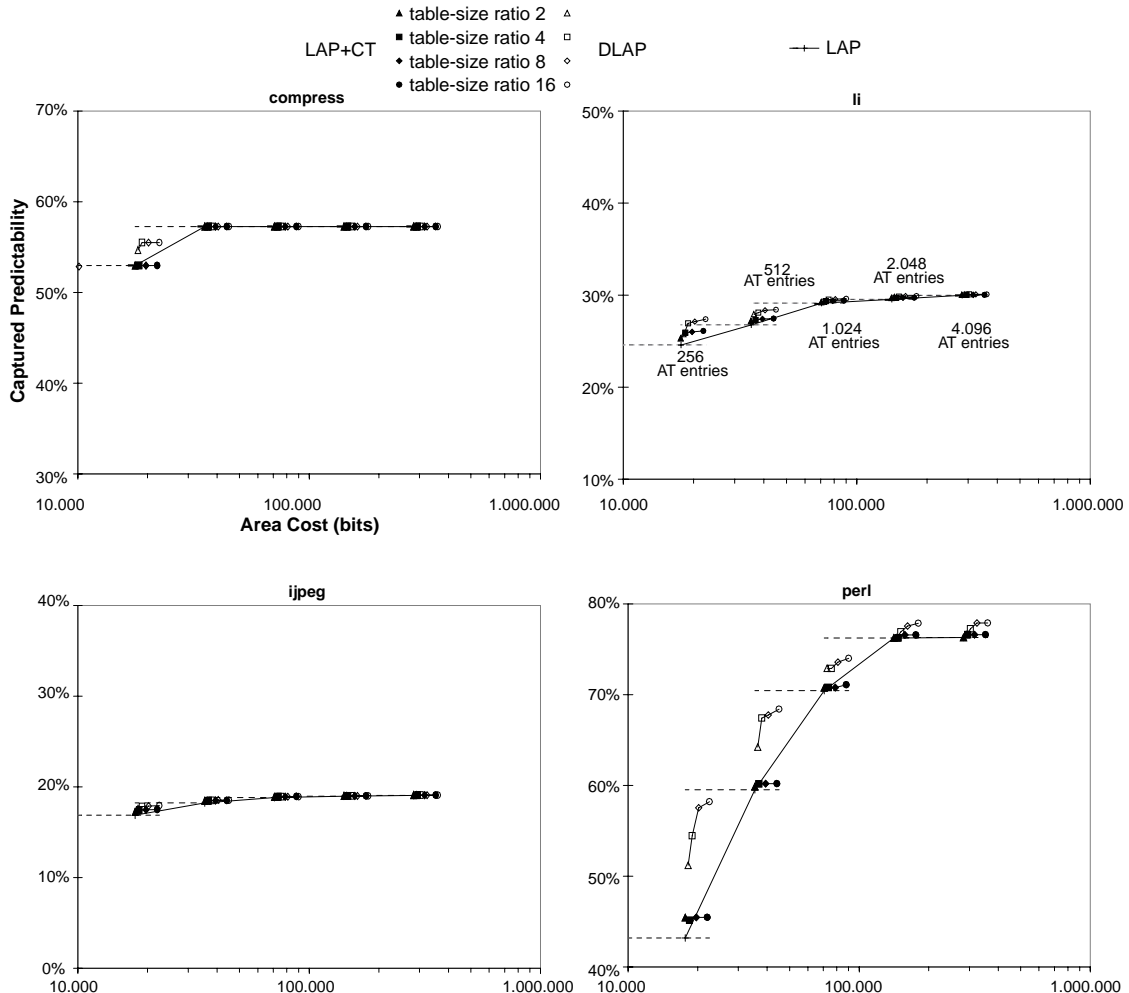 table-size ratio 2
table-size ratio 4
LAP+CT
DLAP
LAP
table-size ratio 8
table-size ratio 16
compress
70%
60%
50%
40%
30%
10.000
100.000
1.000.000
Captured Predictability
Area Cost (bits)
li
50%
40%
30%
20%
10%
512
AT entries
2.048
AT entries
1.024
AT entries
4.096
AT entries
256
AT entries
10.000
100.000
1.000.000
ijpeg
40%
30%
20%
10%
0%
10.000
100.000
1.000.000
perl
80%
70%
60%
50%
40%
10.000
100.000
1.000.000